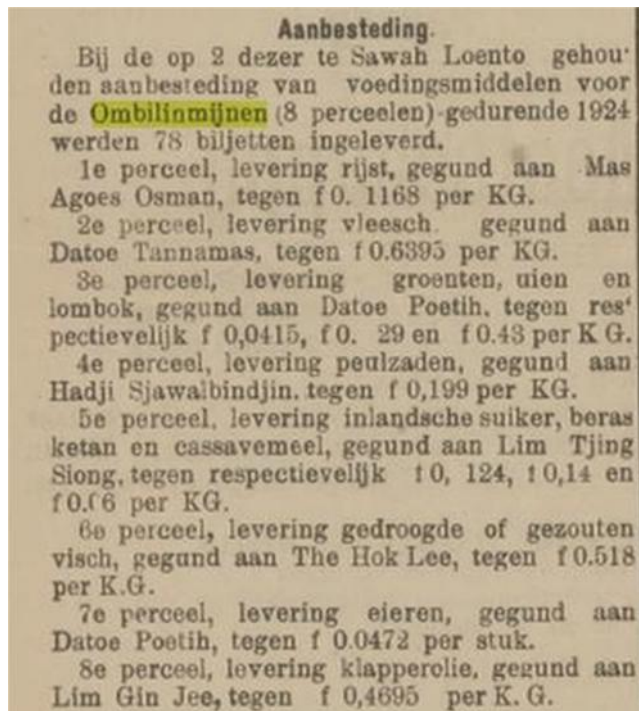 Aanbesteding.
Bij de op 2 dezer te Sawah Loento gehou-
den aanbesteding van voedingsmiddelen voor
de Ombilinmijnen (8 perceelen) gedurende 1924
werden 78 biljetten ingeleverd.
1e perceel, levering rijst, gegund aan Mas
Agoes Osman, tegen f 0. 1168 per KG.
2e perceel, levering vleesch. gegund aan
Datoe Tannamas, tegen f 0.6395 per KG.
3e perceel, levering groenten, uien en
lombok, gegund aan Datoe Poetih. tegen res-
pectievelijk f 0,0415, f 0. 29 en f 0.43 per K G.
4e perceel, levering peulzaden, gegund aan
Hadji Sjawalbindjin. tegen f 0,199 per KG.
5e perceel, levering inlandsche suiker, beras
ketan en cassavemeel, gegund aan Lim Tjing
Siong, tegen respectievelijk f 0, 124, f 0,14 en
f 0.06 per KG.
6e perceel, levering gedroogde of gezouten
visch, gegund aan The Hok Lee, tegen f 0.518
per K.G.
7e perceel, levering eieren, gegund aan
Datoe Poetih, tegen f 0.0472 per stuk.
8e perceel, levering klapperolie, gegund aan
Lim Gin Jee, tegen f 0,4695 per K. G.